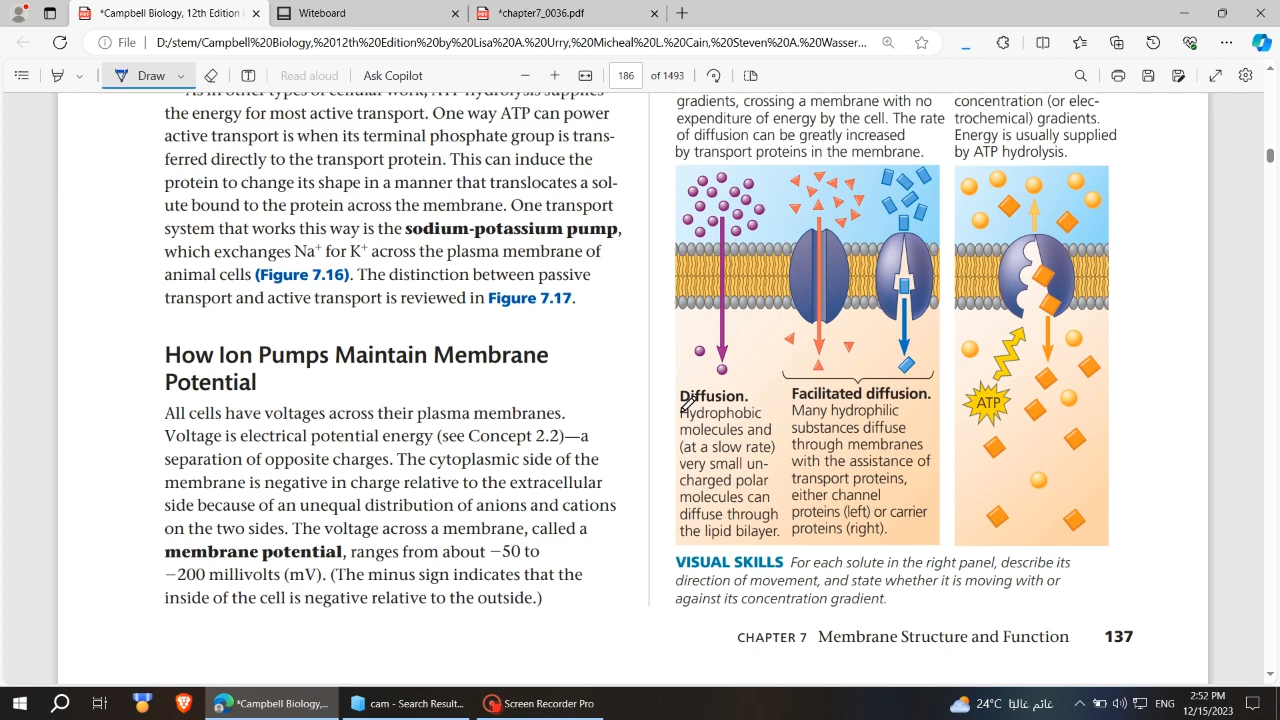 *Campbell Biology, 12th Edition
Witeboard
*chapter7_0036.pdf
File
D:/stem/Campbell%20Biology,%2012th%20Edition%20by%20Lisa%20A.%20Urry,%20Micheal%20L.%20Cain,%20Steven%20A.%20Wasser...
Draw
Read aloud
Ask Copilot
186 of 1493
As in other types of cellular work, ATP hydrolysis supplies
the energy for most active transport. One way ATP can power
active transport is when its terminal phosphate group is trans-
ferred directly to the transport protein. This can induce the
protein to change its shape in a manner that translocates a sol-
ute bound to the protein across the membrane. One transport
system that works this way is the sodium-potassium pump,
which exchanges Na⁺ for K⁺ across the plasma membrane of
animal cells (Figure 7.16). The distinction between passive
transport and active transport is reviewed in Figure 7.17.
How Ion Pumps Maintain Membrane
Potential
All cells have voltages across their plasma membranes.
Voltage is electrical potential energy (see Concept 2.2)—a
separation of opposite charges. The cytoplasmic side of the
membrane is negative in charge relative to the extracellular
side because of an unequal distribution of anions and cations
on the two sides. The voltage across a membrane, called a
membrane potential, ranges from about −50 to
−200 millivolts (mV). (The minus sign indicates that the
inside of the cell is negative relative to the outside.)
gradients, crossing a membrane with no
expenditure of energy by the cell. The rate
of diffusion can be greatly increased
by transport proteins in the membrane.
concentration (or elec-
trochemical) gradients.
Energy is usually supplied
by ATP hydrolysis.
Diffusion.
Hydrophobic
molecules and
(at a slow rate)
very small un-
charged polar
molecules can
diffuse through
the lipid bilayer.
Facilitated diffusion.
Many hydrophilic
substances diffuse
through membranes
with the assistance of
transport proteins,
either channel
proteins (left) or carrier
proteins (right).
ATP
VISUAL SKILLS For each solute in the right panel, describe its
direction of movement, and state whether it is moving with or
against its concentration gradient.
CHAPTER 7 Membrane Structure and Function 137
*Campbell Biology,...
cam - Search Result...
Screen Recorder Pro
24°C غائم غالبا
ENG
2:52 PM
12/15/2023